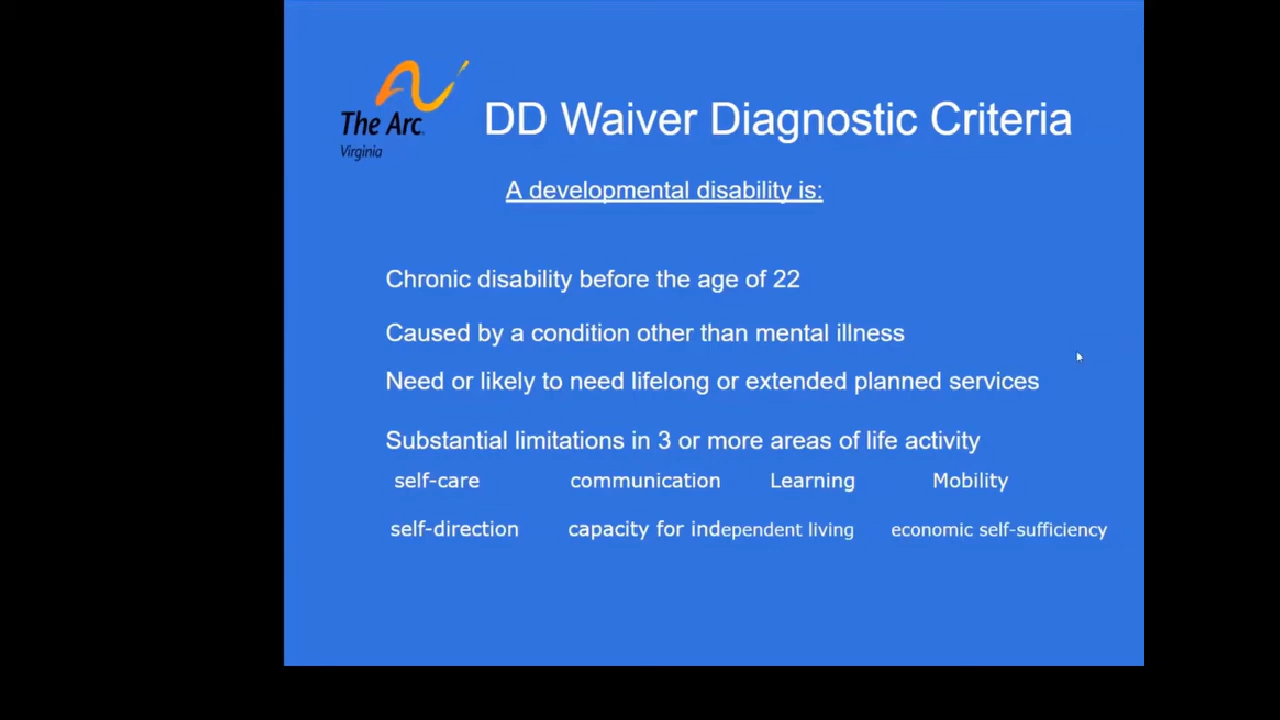 The Arc.
Virginia
DD Waiver Diagnostic Criteria
A developmental disability is:
Chronic disability before the age of 22
Caused by a condition other than mental illness
Need or likely to need lifelong or extended planned services
Substantial limitations in 3 or more areas of life activity
self-care communication Learning Mobility
self-direction capacity for independent living economic self-sufficiency